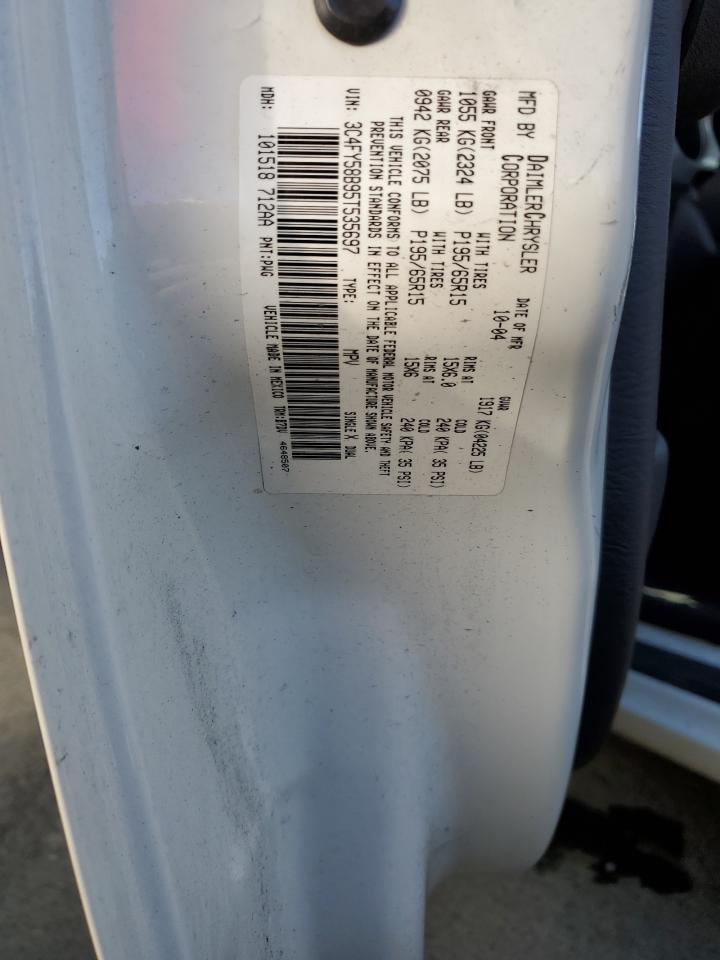 MFD BY DAIMLERCHRYSLER CORPORATION DATE OF MFR 10-04 GVWR 1917 KG(04225 LB)
GAWR FRONT WITH TIRES RIMS AT COLD
1055 KG(2324 LB) P195/65R15 15X6.0 240 KPA( 35 PSI)
GAWR REAR WITH TIRES RIMS AT COLD
0942 KG(2075 LB) P195/65R15 15X6 240 KPA( 35 PSI)
THIS VEHICLE CONFORMS TO ALL APPLICABLE FEDERAL MOTOR VEHICLE SAFETY AND THEFT
PREVENTION STANDARDS IN EFFECT ON THE DATE OF MANUFACTURE SHOWN ABOVE.
VIN: 3C4FY58B95T535697 TYPE: MPV SINGLE X DUAL
MDH: 101518 712AA PNT:PWG VEHICLE MADE IN MEXICO 4648507